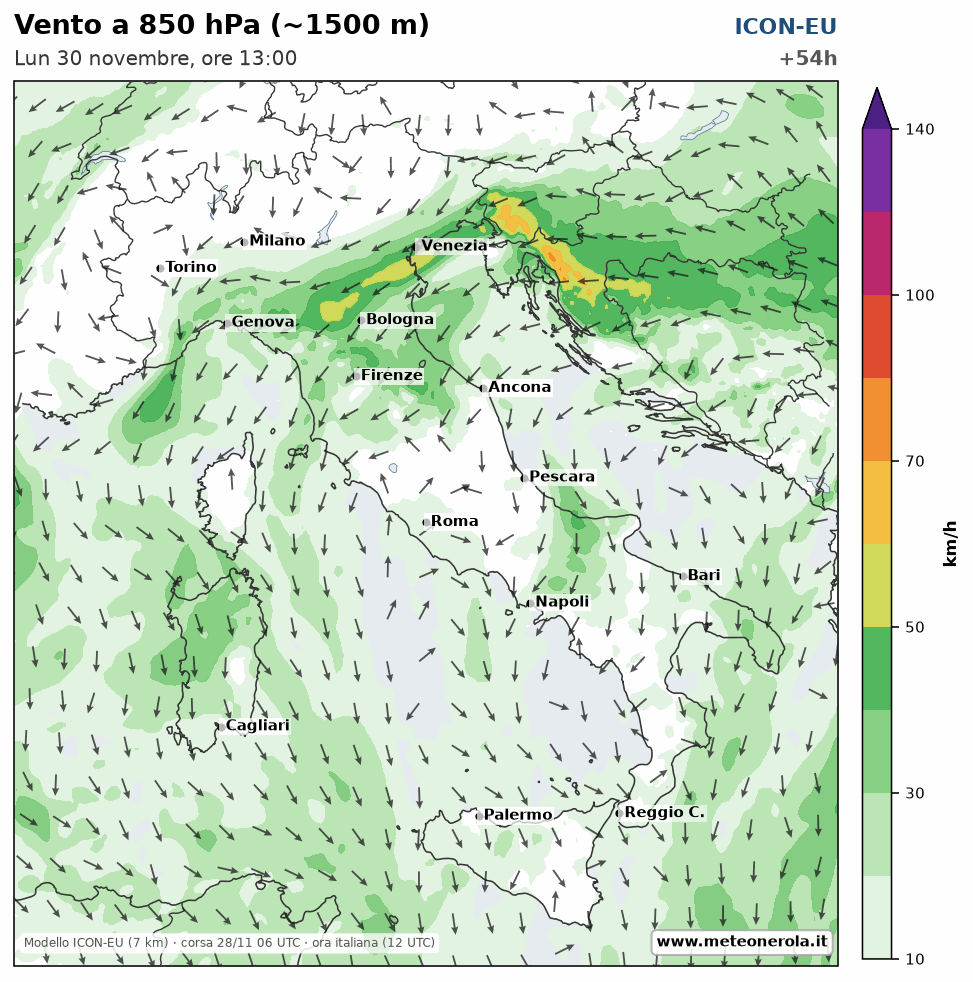 Vento a 850 hPa (~1500 m)
ICON-EU
Lun 30 novembre, ore 13:00
+54h
140
Milano
Venezia
Torino
100
Genova
Bologna
Firenze
Ancona
70
Pescara
Roma
km/h
Bari
Napoli
50
Cagliari
30
Palermo
Reggio C.
Modello ICON-EU (7 km) · corsa 28/11 06 UTC · ora italiana (12 UTC)
www.meteonerola.it
10